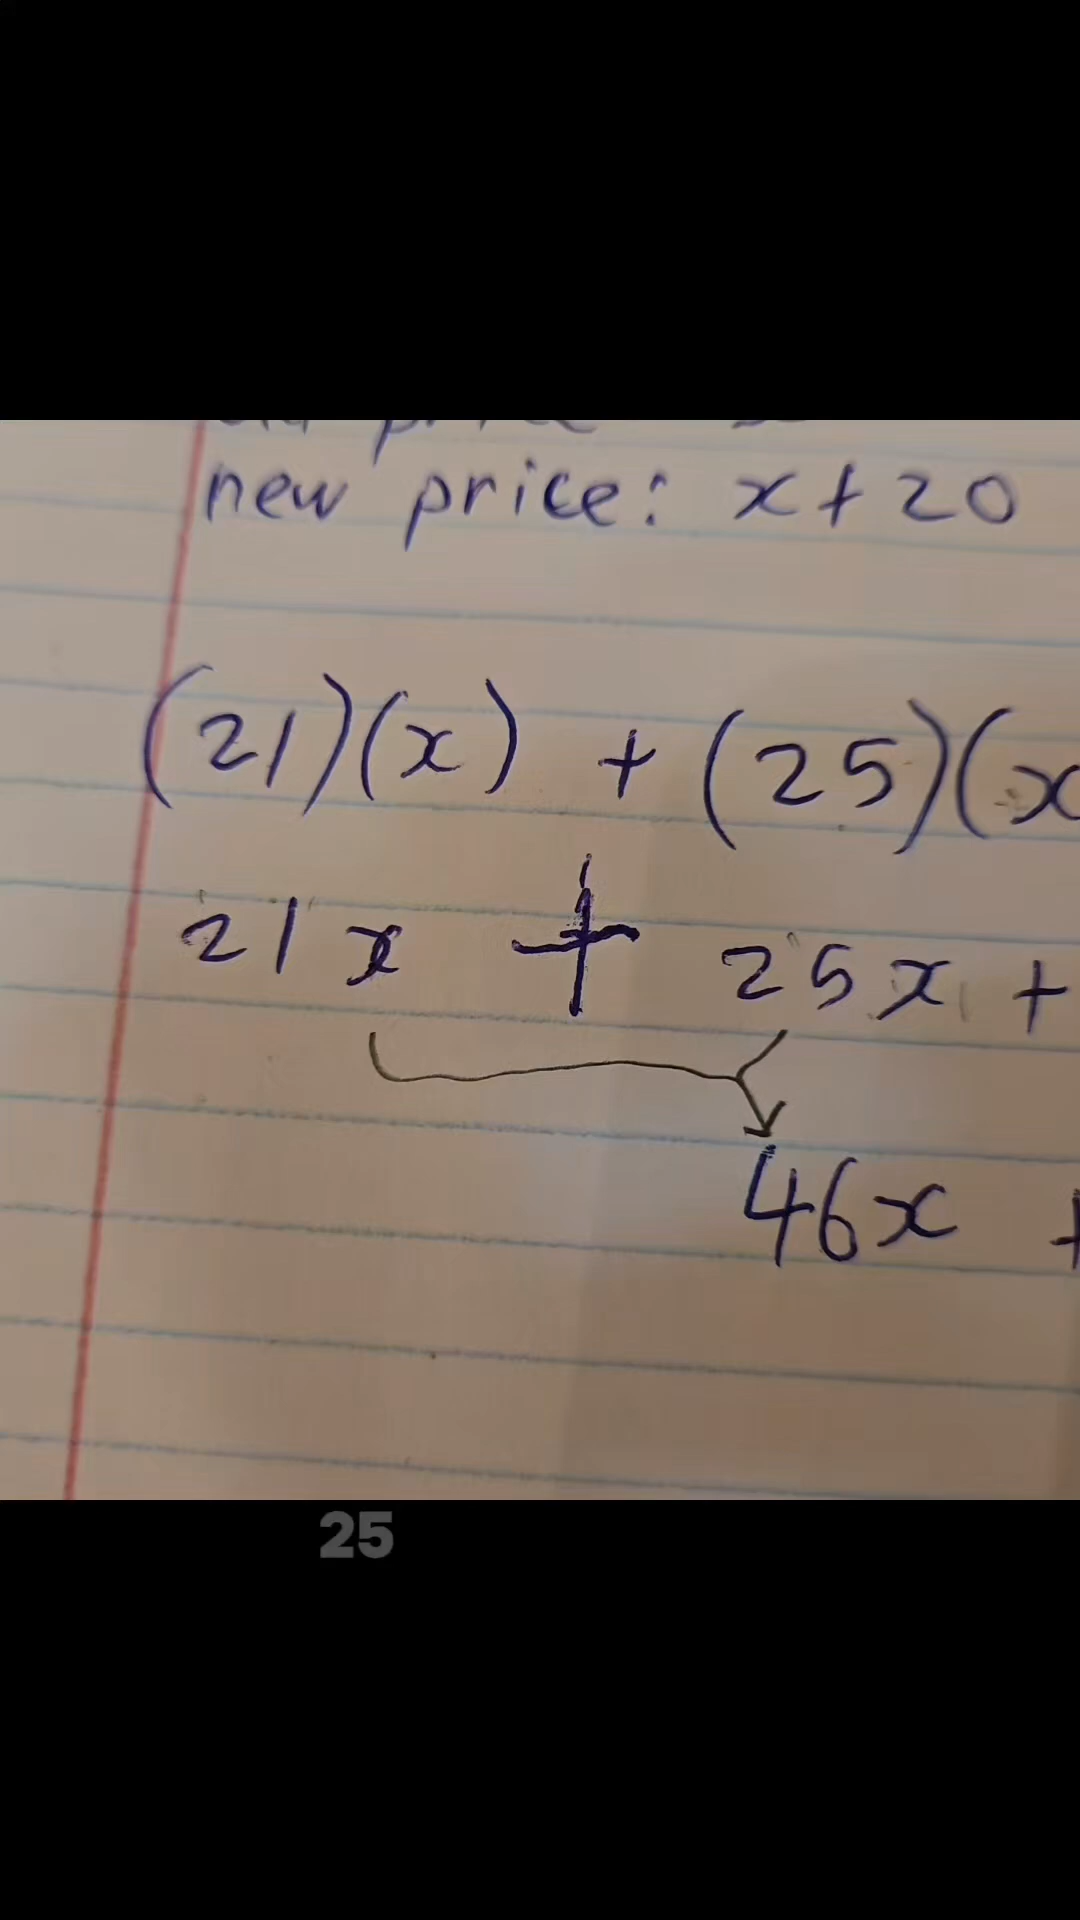 new price: x + 20
(21)(x) + (25)(x
21x + 25x +
46x +
25